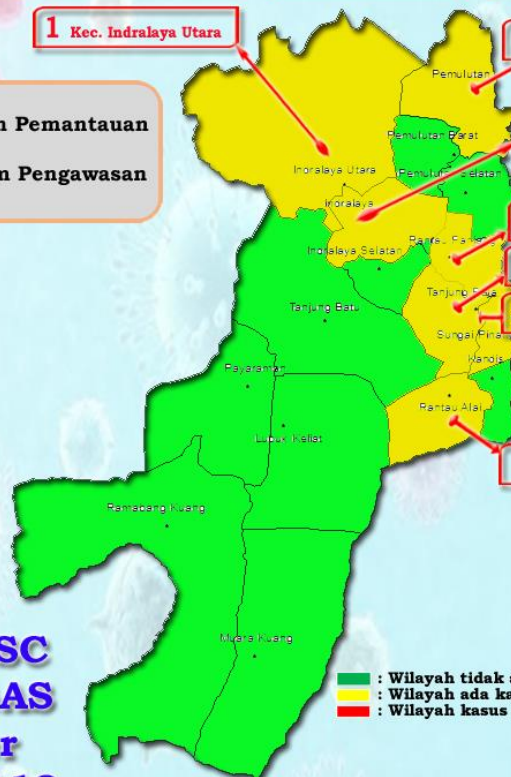 1 Kec. Indralaya Utara
n Pemantauan
n Pengawasan
Pemulutan
Pemulutan Barat
Pemulutan Selatan
Indralaya Utara
Indralaya
Indralaya Selatan
Rantau
Tanjung
Tanjung Batu
Sungai
Kandis
Payaraman
Rantau Alai
Lubuk Keliat
Rambang Kuang
Muara Kuang
SC
AS
r
: Wilayah tidak
: Wilayah ada ka
: Wilayah kasus